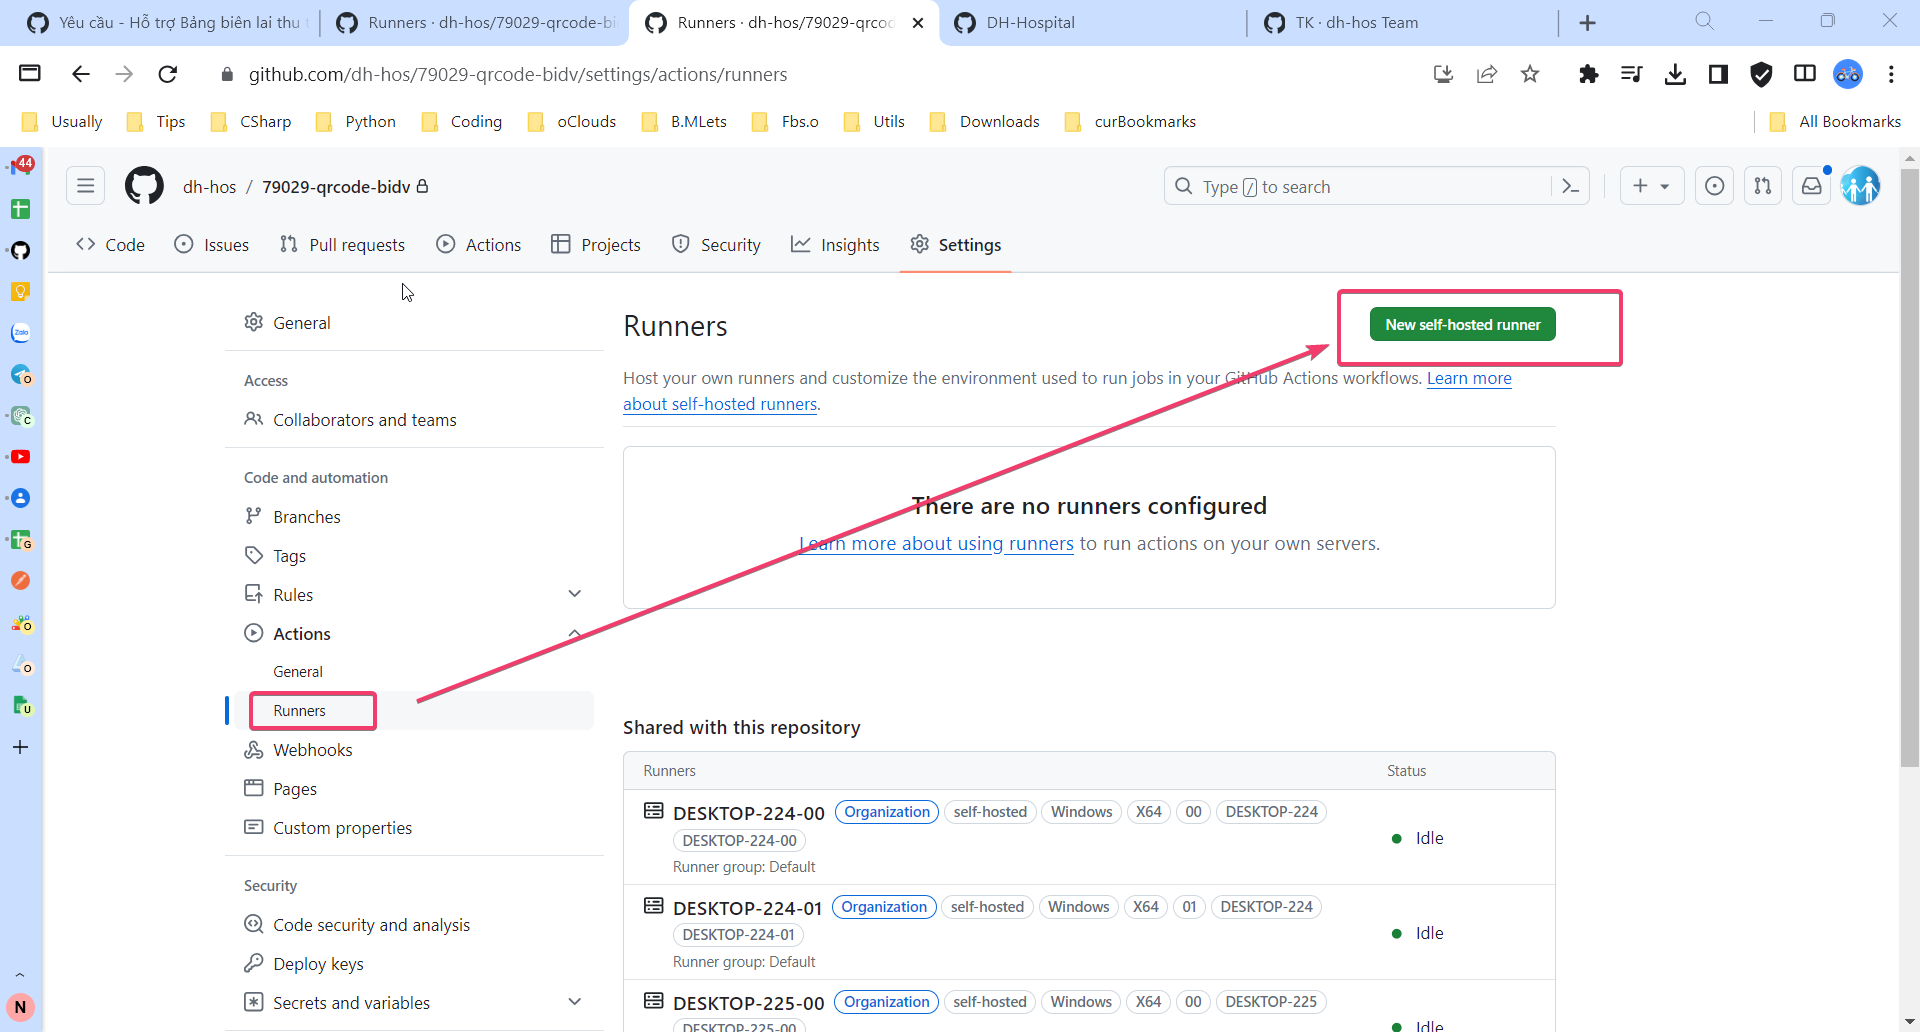 Yêu cầu - Hỗ trợ Bảng biên lai thu
Runners · dh-hos/79029-qrcode-bi
Runners · dh-hos/79029-qrcod
DH-Hospital
TK · dh-hos Team
github.com/dh-hos/79029-qrcode-bidv/settings/actions/runners
Usually
Tips
CSharp
Python
Coding
oClouds
B.MLets
Fbs.o
Utils
Downloads
curBookmarks
All Bookmarks
44
dh-hos / 79029-qrcode-bidv
Type / to search
Code
Issues
Pull requests
Actions
Projects
Security
Insights
Settings
General
Access
Collaborators and teams
Code and automation
Branches
Tags
Rules
Actions
General
Runners
Webhooks
Pages
Custom properties
Security
Code security and analysis
Deploy keys
Secrets and variables
Zalo
O
C
G
O
O
U
N
Runners
New self-hosted runner
Host your own runners and customize the environment used to run jobs in your GitHub Actions workflows. Learn more
about self-hosted runners.
There are no runners configured
Learn more about using runners to run actions on your own servers.
Shared with this repository
Runners Status
DESKTOP-224-00 Organization self-hosted Windows X64 00 DESKTOP-224
DESKTOP-224-00
Idle
Runner group: Default
DESKTOP-224-01 Organization self-hosted Windows X64 01 DESKTOP-224
DESKTOP-224-01
Idle
Runner group: Default
DESKTOP-225-00 Organization self-hosted Windows X64 00 DESKTOP-225
DESKTOP-225-00
Idle